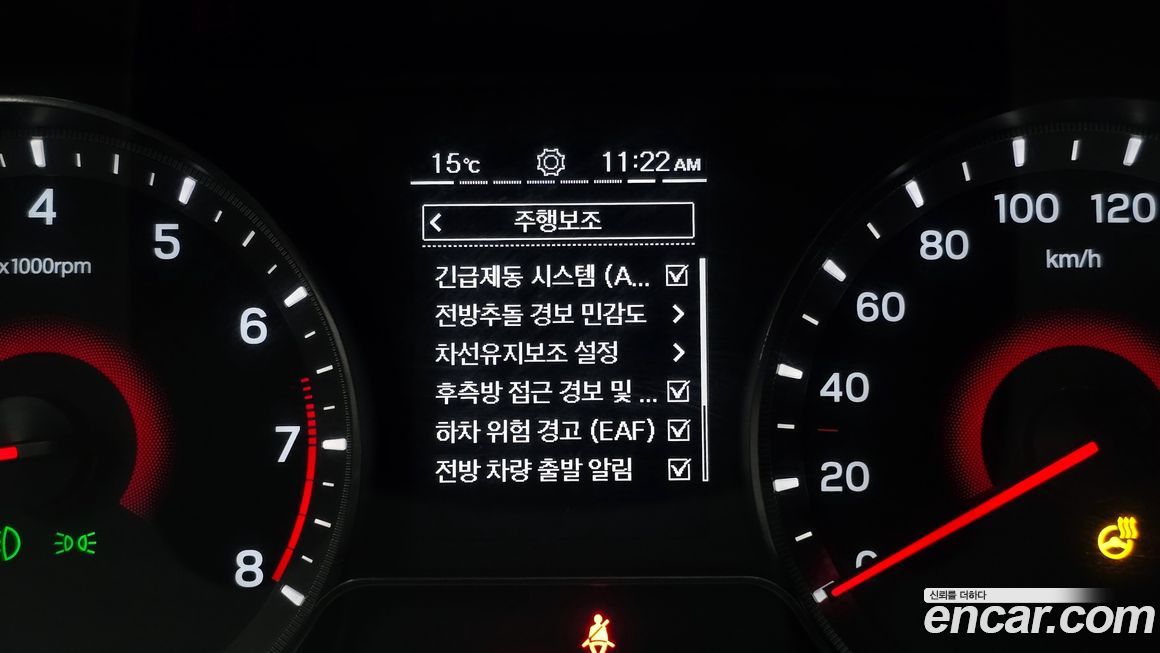 15℃
11:22 AM
주행보조
긴급제동 시스템 (A...
전방추돌 경보 민감도
차선유지보조 설정
후측방 접근 경보 및 ...
하차 위험 경고 (EAF)
전방 차량 출발 알림
4
5
6
7
8
x1000rpm
120
100
80
60
40
20
0
km/h
신뢰를 더하다
encar.com